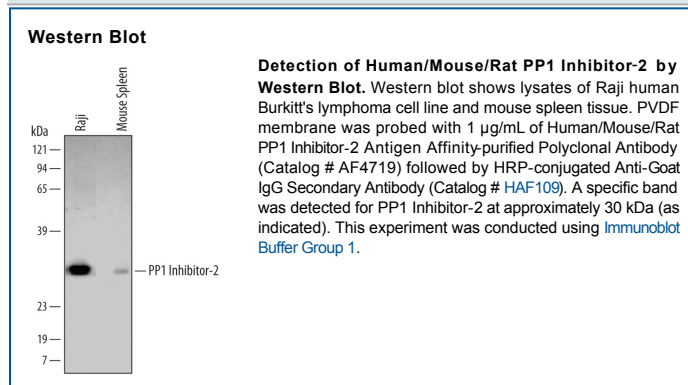 Western Blot
Detection of Human/Mouse/Rat PP1 Inhibitor-2 by
Western Blot. Western blot shows lysates of Raji human
Burkitt's lymphoma cell line and mouse spleen tissue. PVDF
membrane was probed with 1 µg/mL of Human/Mouse/Rat
PP1 Inhibitor-2 Antigen Affinity-purified Polyclonal Antibody
(Catalog # AF4719) followed by HRP-conjugated Anti-Goat
IgG Secondary Antibody (Catalog # HAF109). A specific band
was detected for PP1 Inhibitor-2 at approximately 30 kDa (as
indicated). This experiment was conducted using Immunoblot
Buffer Group 1.
kDa
Raji
Mouse Spleen
121
94
65
39
PP1 Inhibitor-2
23
19
7